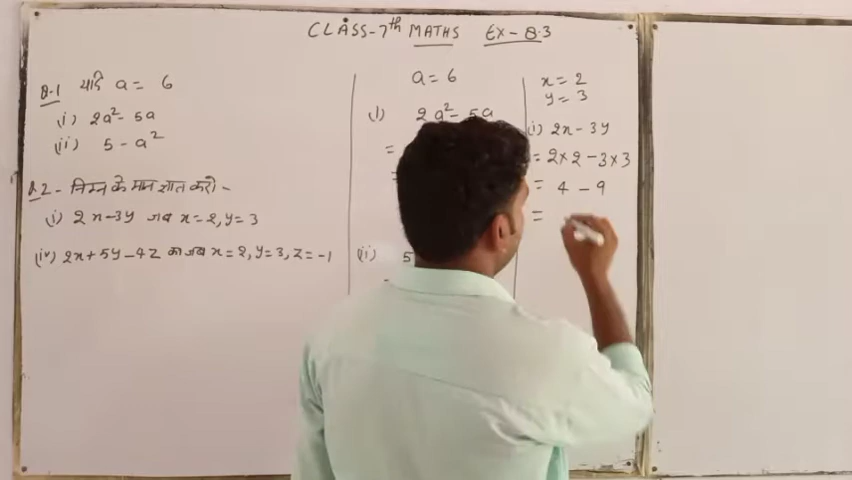 CLASS-7th MATHS EX-8.3
Q.1 यदि a = 6
(i) 2a² - 5a
(ii) 5 - a²
Q.2 - निम्न के मान ज्ञात करो -
(i) 2x-3y जब x=2, y=3
(iv) 2x+5y-4z का जब x=2, y=3, z=-1
a = 6
(i) 2a² - 5a
=
(ii) 5
x = 2
y = 3
(i) 2x - 3y
= 2×2 - 3×3
= 4 - 9
=